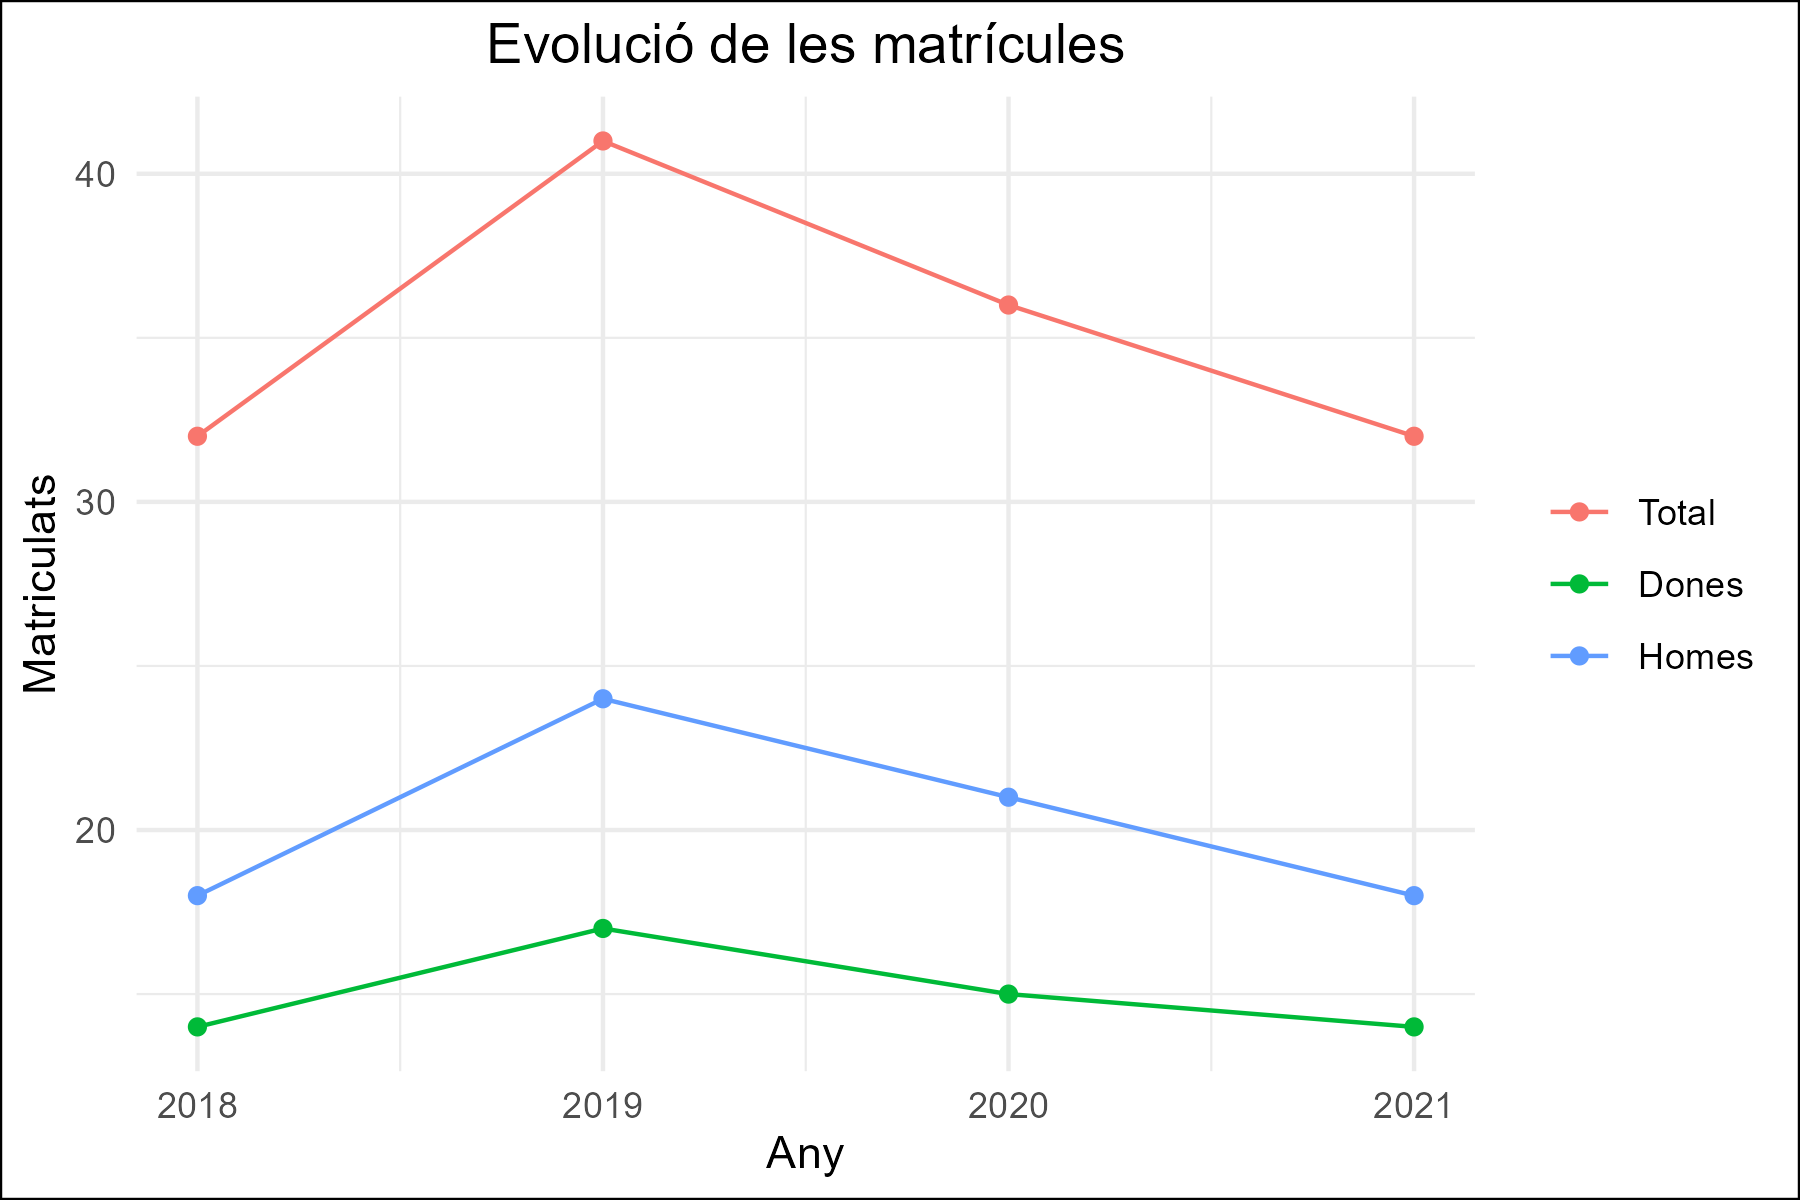 Evolució de les matrícules
Matriculats
40
30
20
2018
2019
2020
2021
Any
Total
Dones
Homes